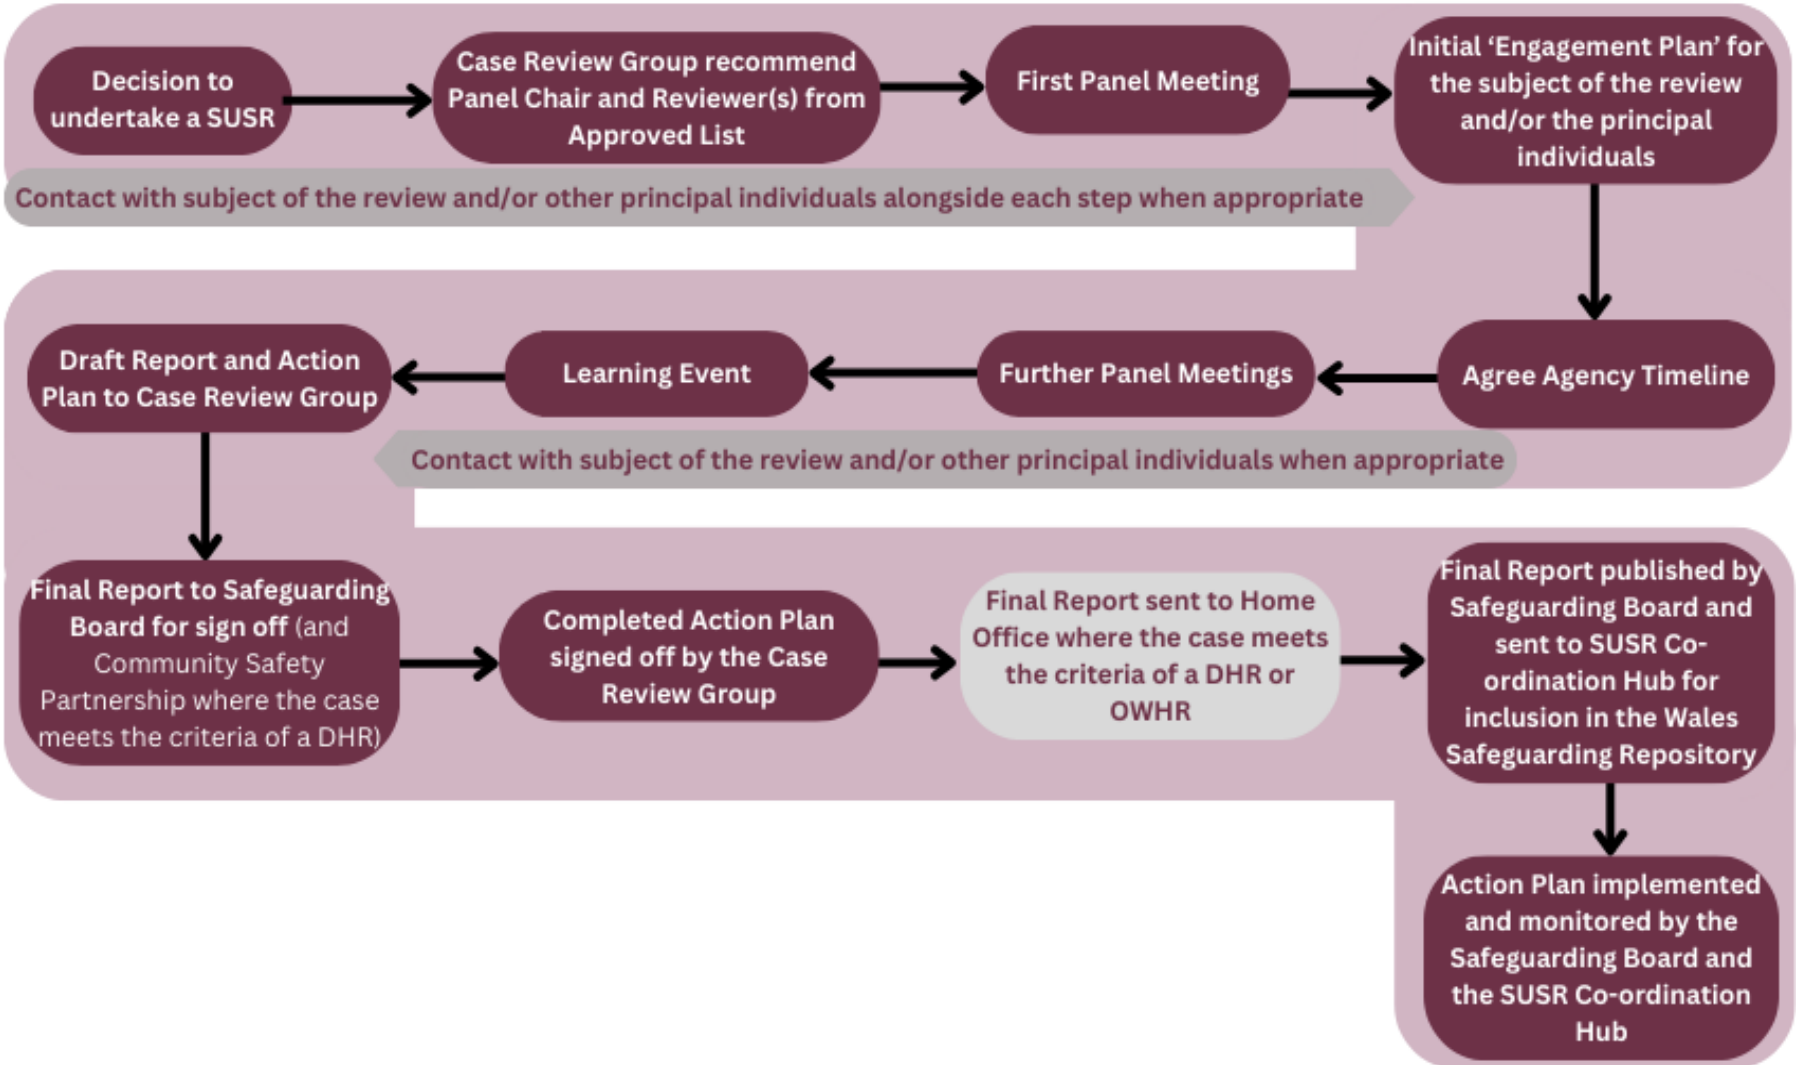 Decision to
undertake a SUSR
Case Review Group recommend
Panel Chair and Reviewer(s) from
Approved List
First Panel Meeting
Initial ‘Engagement Plan’ for
the subject of the review
and/or the principal
individuals
Contact with subject of the review and/or other principal individuals alongside each step when appropriate
Agree Agency Timeline
Further Panel Meetings
Learning Event
Draft Report and Action
Plan to Case Review Group
Contact with subject of the review and/or other principal individuals when appropriate
Final Report to Safeguarding
Board for sign off (and
Community Safety
Partnership where the case
meets the criteria of a DHR)
Completed Action Plan
signed off by the Case
Review Group
Final Report sent to Home
Office where the case meets
the criteria of a DHR or
OWHR
Final Report published by
Safeguarding Board and
sent to SUSR Co-
ordination Hub for
inclusion in the Wales
Safeguarding Repository
Action Plan implemented
and monitored by the
Safeguarding Board and
the SUSR Co-ordination
Hub